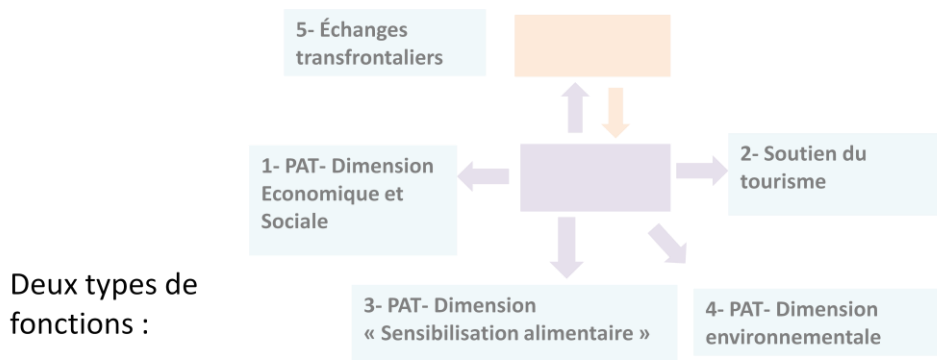 5- Échanges
transfrontaliers
1- PAT- Dimension
Economique et
Sociale
2- Soutien du
tourisme
Deux types de
fonctions :
3- PAT- Dimension
« Sensibilisation alimentaire »
4- PAT- Dimension
environnementale